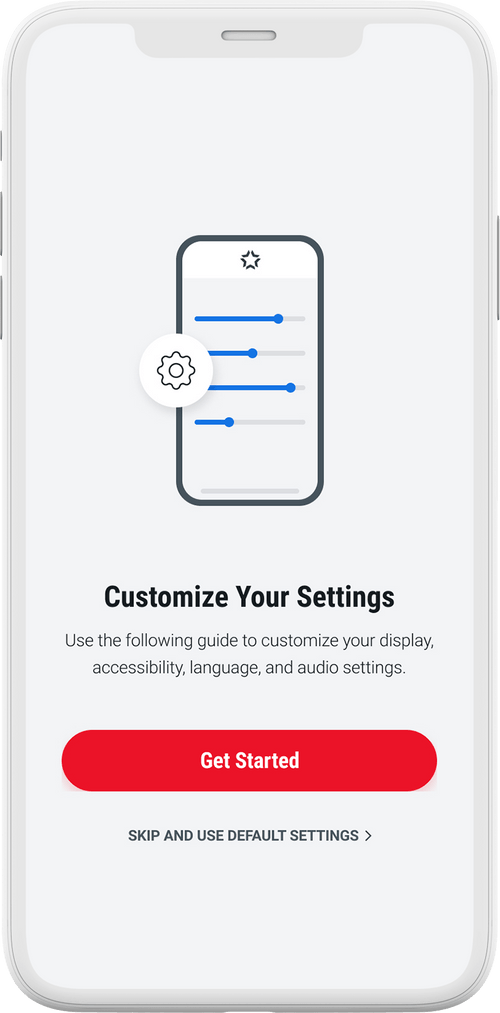 Customize Your Settings
Use the following guide to customize your display,
accessibility, language, and audio settings.
Get Started
SKIP AND USE DEFAULT SETTINGS